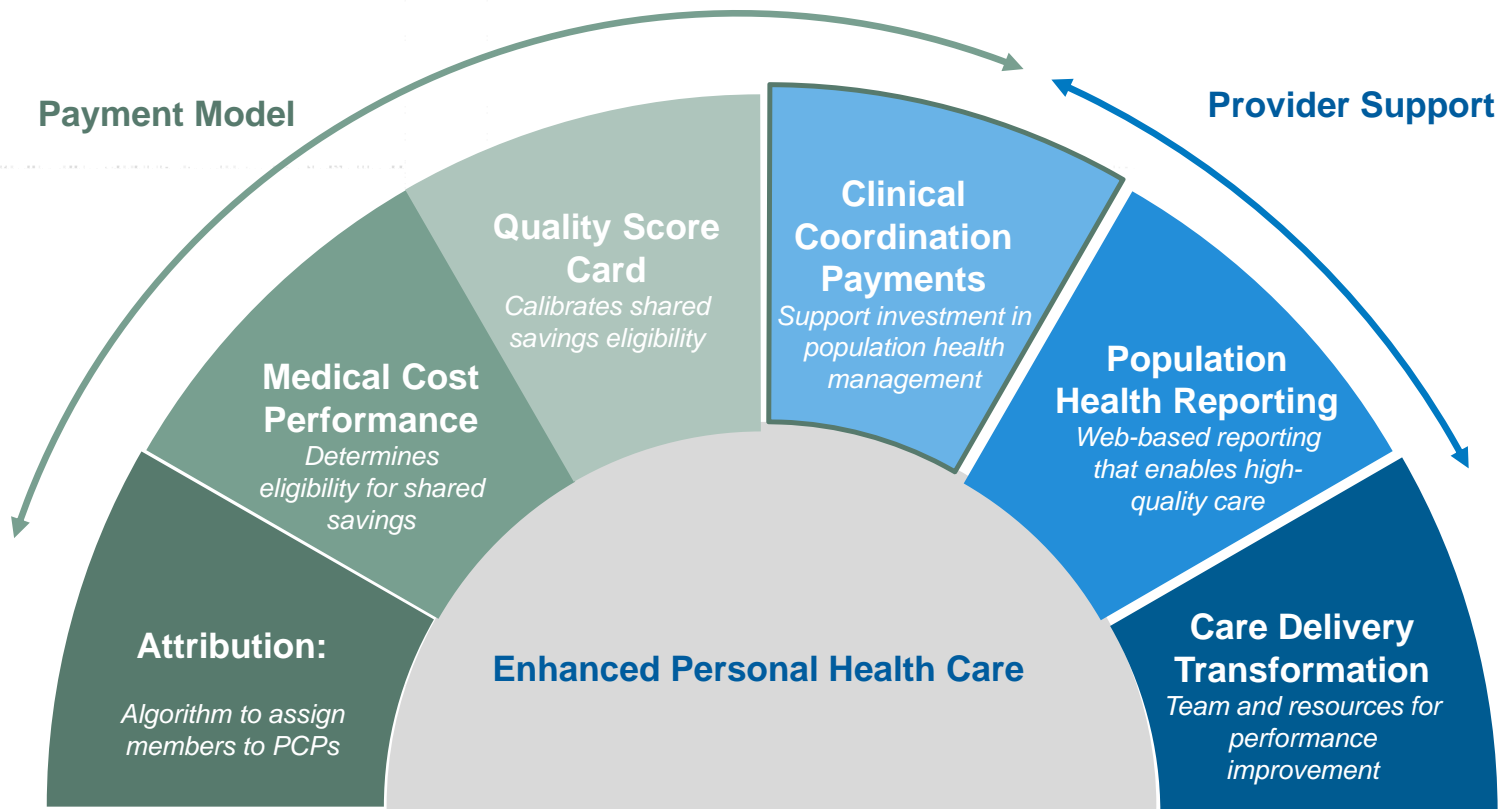 Payment Model
Provider Support
Attribution:
Algorithm to assign
members to PCPs
Medical Cost
Performance
Determines
eligibility for shared
savings
Quality Score
Card
Calibrates shared
savings eligibility
Clinical
Coordination
Payments
Support investment in
population health
management
Population
Health Reporting
Web-based reporting
that enables high-
quality care
Care Delivery
Transformation
Team and resources for
performance
improvement
Enhanced Personal Health Care